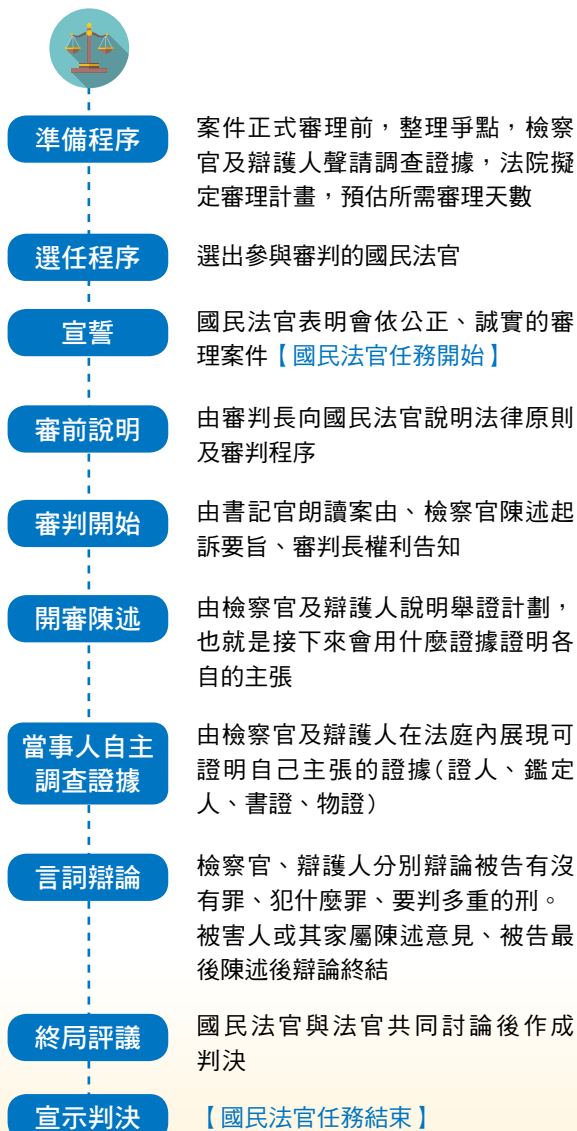 準備程序
案件正式審理前，整理爭點，檢察
官及辯護人聲請調查證據，法院擬
定審理計畫，預估所需審理天數
選任程序
選出參與審判的國民法官
宣誓
國民法官表明會依公正、誠實的審
理案件【國民法官任務開始】
審前說明
由審判長向國民法官說明法律原則
及審判程序
審判開始
由書記官朗讀案由、檢察官陳述起
訴要旨、審判長權利告知
開審陳述
由檢察官及辯護人說明舉證計劃，
也就是接下來會用什麼證據證明各
自的主張
當事人自主
調查證據
由檢察官及辯護人在法庭內展現可
證明自己主張的證據(證人、鑑定
人、書證、物證)
言詞辯論
檢察官、辯護人分別辯論被告有沒
有罪、犯什麼罪、要判多重的刑。
被害人或其家屬陳述意見、被告最
後陳述後辯論終結
終局評議
國民法官與法官共同討論後作成
判決
宣示判決
【國民法官任務結束】